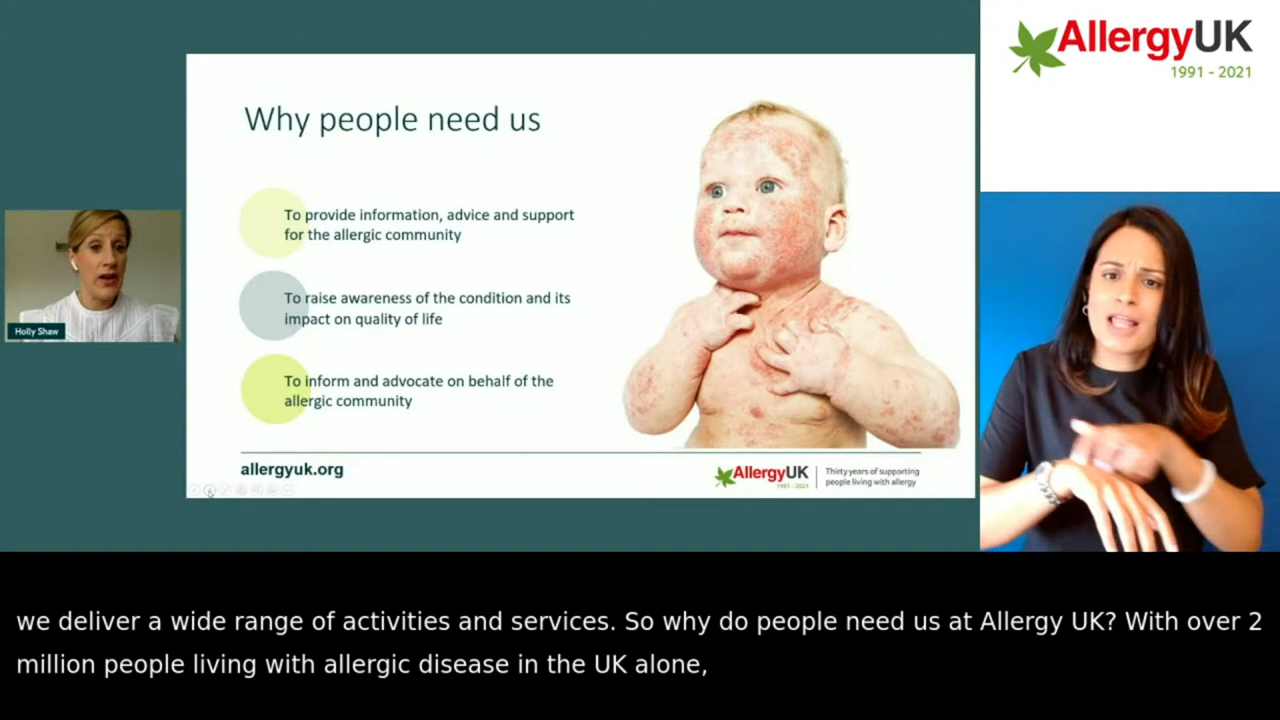 AllergyUK
1991 - 2021
Why people need us
To provide information, advice and support
for the allergic community
To raise awareness of the condition and its
impact on quality of life
To inform and advocate on behalf of the
allergic community
Holly Shaw
allergyuk.org
AllergyUK
1991 - 2021
Thirty years of supporting
people living with allergy
we deliver a wide range of activities and services. So why do people need us at Allergy UK? With over 2
million people living with allergic disease in the UK alone,